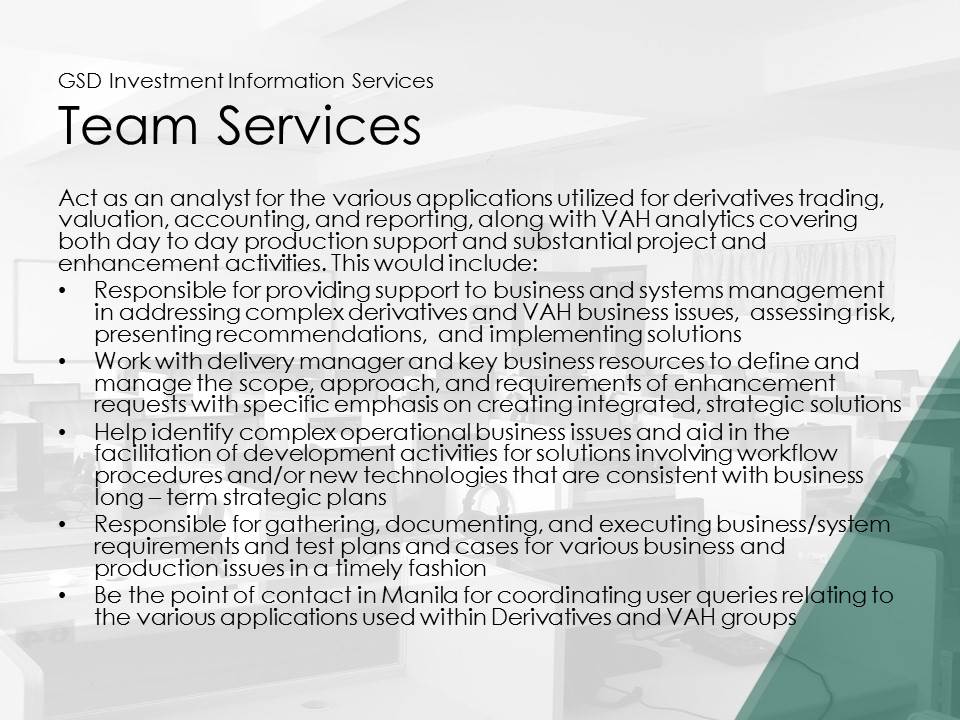 GSD Investment Information Services
Team Services
Act as an analyst for the various applications utilized for derivatives trading,
valuation, accounting, and reporting, along with VAH analytics covering
both day to day production support and substantial project and
enhancement activities. This would include:
• Responsible for providing support to business and systems management
in addressing complex derivatives and VAH business issues,  assessing risk,
presenting recommendations,  and implementing solutions
• Work with delivery manager and key business resources to define and
manage the scope, approach, and requirements of enhancement
requests with specific emphasis on creating integrated, strategic solutions
• Help identify complex operational business issues and aid in the
facilitation of development activities for solutions involving workflow
procedures and/or new technologies that are consistent with business
long – term strategic plans
• Responsible for gathering, documenting, and executing business/system
requirements and test plans and cases for various business and
production issues in a timely fashion
• Be the point of contact in Manila for coordinating user queries relating to
the various applications used within Derivatives and VAH groups